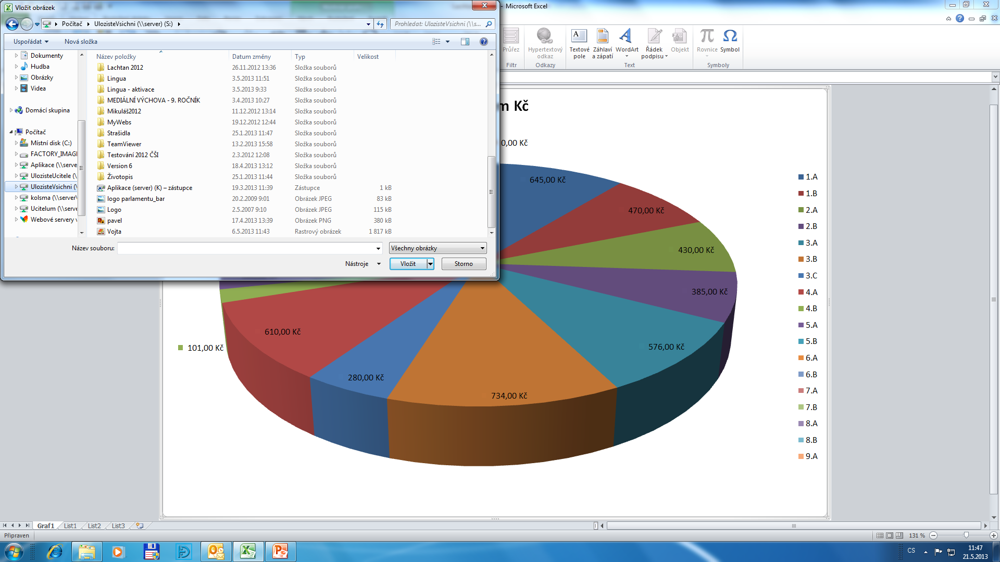 Vložit obrázek
- Microsoft Excel
Počítač
UlozisteVsichni (\\server) (S:)
Prohledat: UlozisteVsichni (\\s...
Uspořádat
Nová složka
Průřez
Hypertextový odkaz
Textové pole
Záhlaví a zápatí
WordArt
Řádek podpisu
Objekt
Rovnice
Symbol
Filtr
Odkazy
Text
Symboly
Dokumenty
Hudba
Obrázky
Videa
Domácí skupina
Počítač
Místní disk (C:)
FACTORY_IMAG
Aplikace (\\serve
UlozisteUcitele (\
UlozisteVsichni (\
kolsma (\\server\
Ucitelum (\\serve
Webové servery v
Název položky Datum změny Typ Velikost
Lachtan 2012 26.11.2012 13:36 Složka souborů
Lingua 3.5.2013 11:51 Složka souborů
Lingua - aktivace 3.5.2013 9:33 Složka souborů
MEDIÁLNÍ VÝCHOVA - 9. ROČNÍK 3.4.2013 10:27 Složka souborů
Mikuláš2012 11.12.2012 13:14 Složka souborů
MyWebs 19.12.2012 12:44 Složka souborů
Strašidla 25.1.2013 11:47 Složka souborů
TeamViewer 13.2.2013 15:58 Složka souborů
Testování 2012 ČŠI 2.3.2012 12:08 Složka souborů
Version 6 18.4.2013 13:12 Složka souborů
Životopis 25.1.2013 11:44 Složka souborů
Aplikace (server) (K) – zástupce 19.3.2013 11:39 Zástupce 1 kB
logo parlamentu_bar 20.2.2009 9:01 Obrázek JPEG 83 kB
Logo 2.5.2007 9:10 Obrázek JPEG 115 kB
pavel 17.4.2013 13:39 Obrázek PNG 380 kB
Vojta 6.5.2013 11:43 Rastrový obrázek 1 817 kB
Název souboru:
Všechny obrázky
Nástroje
Vložit
Storno
m Kč
0,00 Kč
645,00 Kč
470,00 Kč
430,00 Kč
385,00 Kč
576,00 Kč
734,00 Kč
280,00 Kč
610,00 Kč
101,00 Kč
1.A
1.B
2.A
2.B
3.A
3.B
3.C
4.A
4.B
5.A
5.B
6.A
6.B
7.A
7.B
8.A
8.B
9.A
Graf1 List1 List2 List3
Připraven
131 %
CS
11:47
21.5.2013